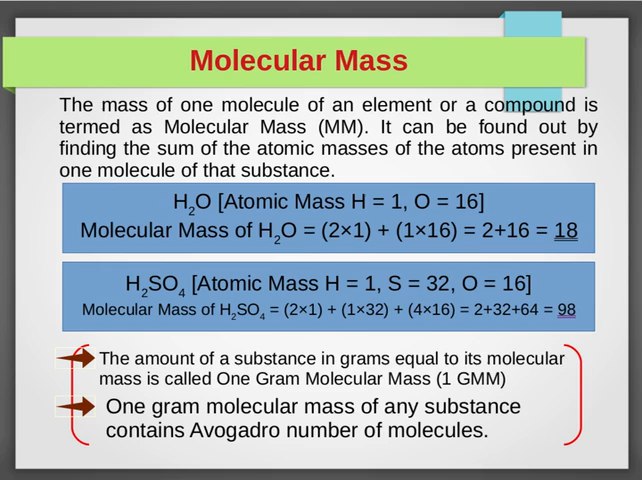 Molecular Mass
The mass of one molecule of an element or a compound is
termed as Molecular Mass (MM). It can be found out by
finding the sum of the atomic masses of the atoms present in
one molecule of that substance.
H₂O [Atomic Mass H = 1, O = 16]
Molecular Mass of H₂O = (2×1) + (1×16) = 2+16 = 18
H₂SO₄ [Atomic Mass H = 1, S = 32, O = 16]
Molecular Mass of H₂SO₄ = (2×1) + (1×32) + (4×16) = 2+32+64 = 98
The amount of a substance in grams equal to its molecular
mass is called One Gram Molecular Mass (1 GMM)
One gram molecular mass of any substance
contains Avogadro number of molecules.